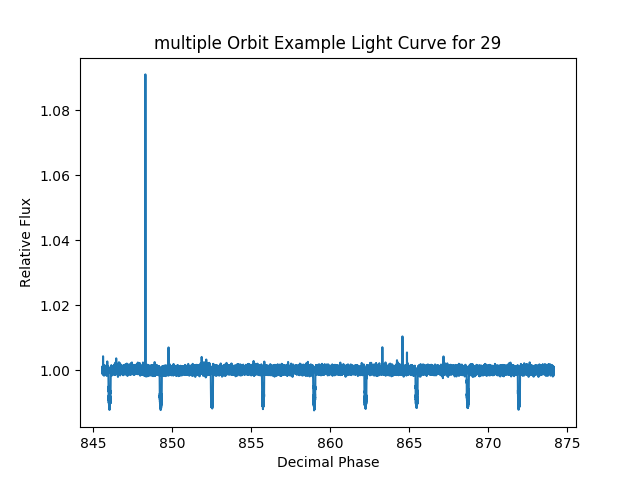 multiple Orbit Example Light Curve for 29
1.08
1.06
1.04
1.02
1.00
Relative Flux
845 850 855 860 865 870 875
Decimal Phase